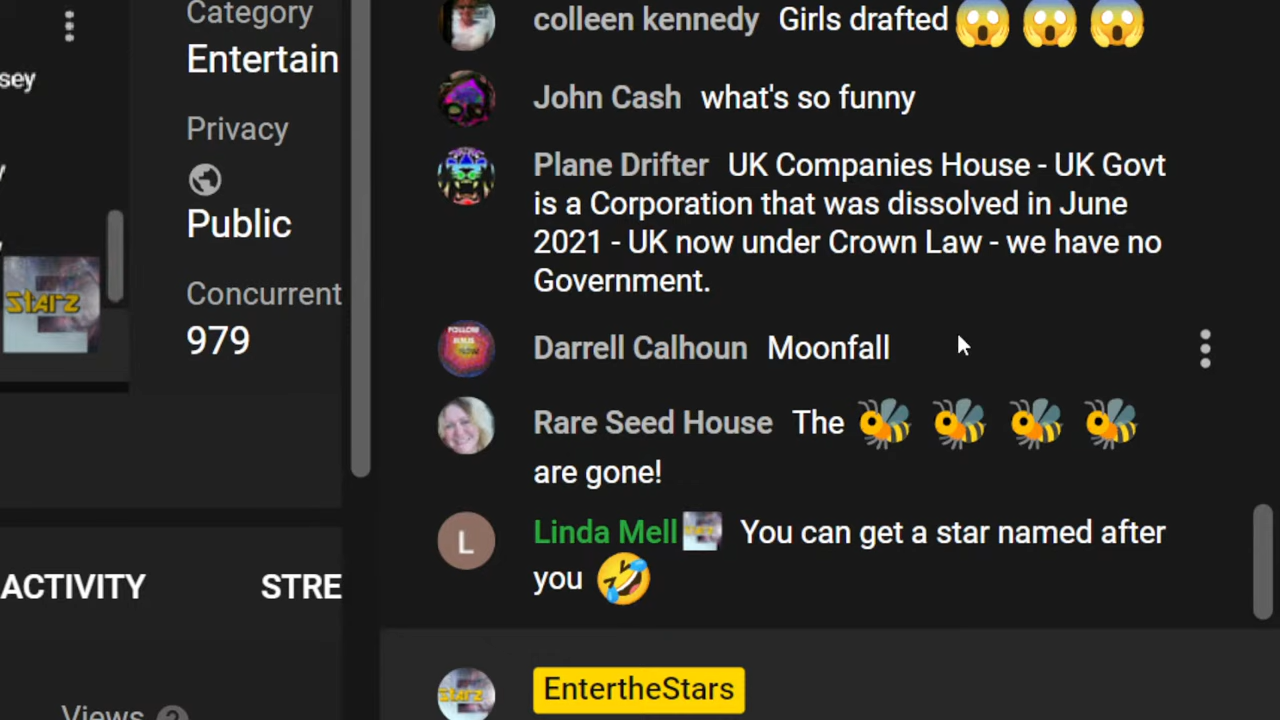 Category
Entertain
Privacy
Public
Concurrent
979
sey
Starz
ACTIVITY
STRE
Views
colleen kennedy Girls drafted 😱 😱 😱
John Cash what's so funny
Plane Drifter UK Companies House - UK Govt
is a Corporation that was dissolved in June
2021 - UK now under Crown Law - we have no
Government.
Darrell Calhoun Moonfall
Rare Seed House The 🐝 🐝 🐝 🐝
are gone!
L
Linda Mell You can get a star named after
you 🤣
Starz
EntertheStars